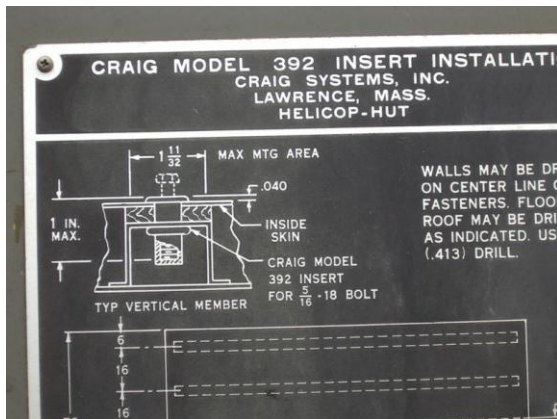 CRAIG MODEL 392 INSERT INSTALLATI
CRAIG SYSTEMS, INC.
LAWRENCE, MASS.
HELICOP-HUT
1 11/32 MAX MTG AREA
.040
1 IN.
MAX.
INSIDE
SKIN
CRAIG MODEL
392 INSERT
FOR 5/16 -18 BOLT
TYP VERTICAL MEMBER
WALLS MAY BE DR
ON CENTER LINE O
FASTENERS. FLOO
ROOF MAY BE DRI
AS INDICATED. US
(.413) DRILL.
6
16
16